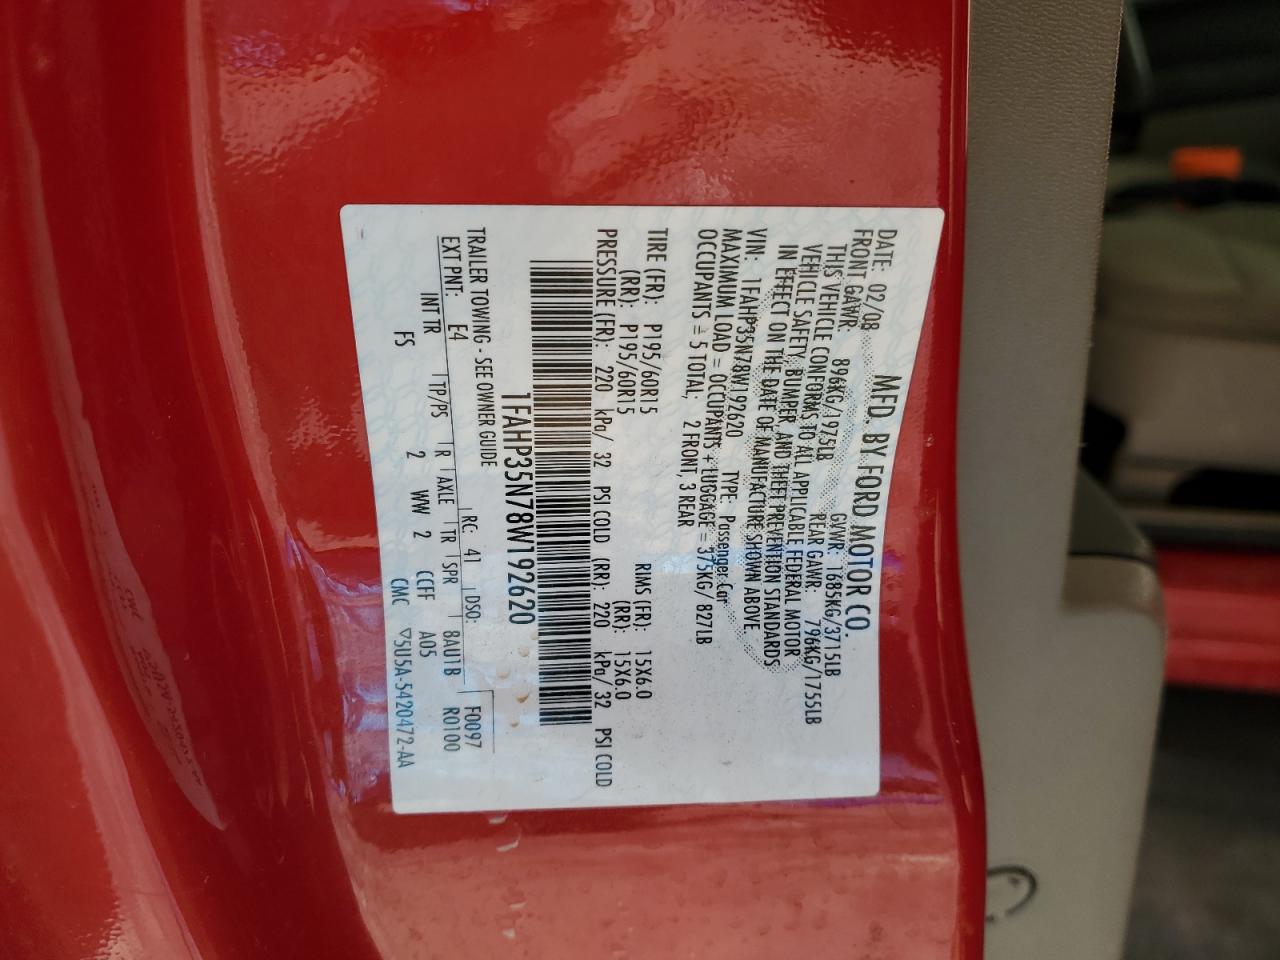 MFD. BY FORD MOTOR CO.
DATE: 02/08 GVWR: 1685KG/3715LB
FRONT GAWR: 896KG/1975LB REAR GAWR: 796KG/1755LB
THIS VEHICLE CONFORMS TO ALL APPLICABLE FEDERAL MOTOR
VEHICLE SAFETY, BUMPER, AND THEFT PREVENTION STANDARDS
IN EFFECT ON THE DATE OF MANUFACTURE SHOWN ABOVE.
VIN: 1FAHP35N78W192620 TYPE: Passenger Car
MAXIMUM LOAD = OCCUPANTS + LUGGAGE = 375KG/ 827LB
OCCUPANTS = 5 TOTAL, 2 FRONT, 3 REAR
TIRE (FR): P195/60R15 RIMS (FR): 15X6.0
(RR): P195/60R15 (RR): 15X6.0
PRESSURE (FR): 220 kPa/ 32 PSI COLD (RR): 220 kPa/ 32 PSI COLD
1FAHP35N78W192620
TRAILER TOWING - SEE OWNER GUIDE F0097
EXT PNT: E4 RC: 41 DSO: R0100
INT TR TP/PS R AXLE TR SPR 8AU1B
FS 2 WW 2 CCFF A05
CMC ▽5U5A-5420472-AA